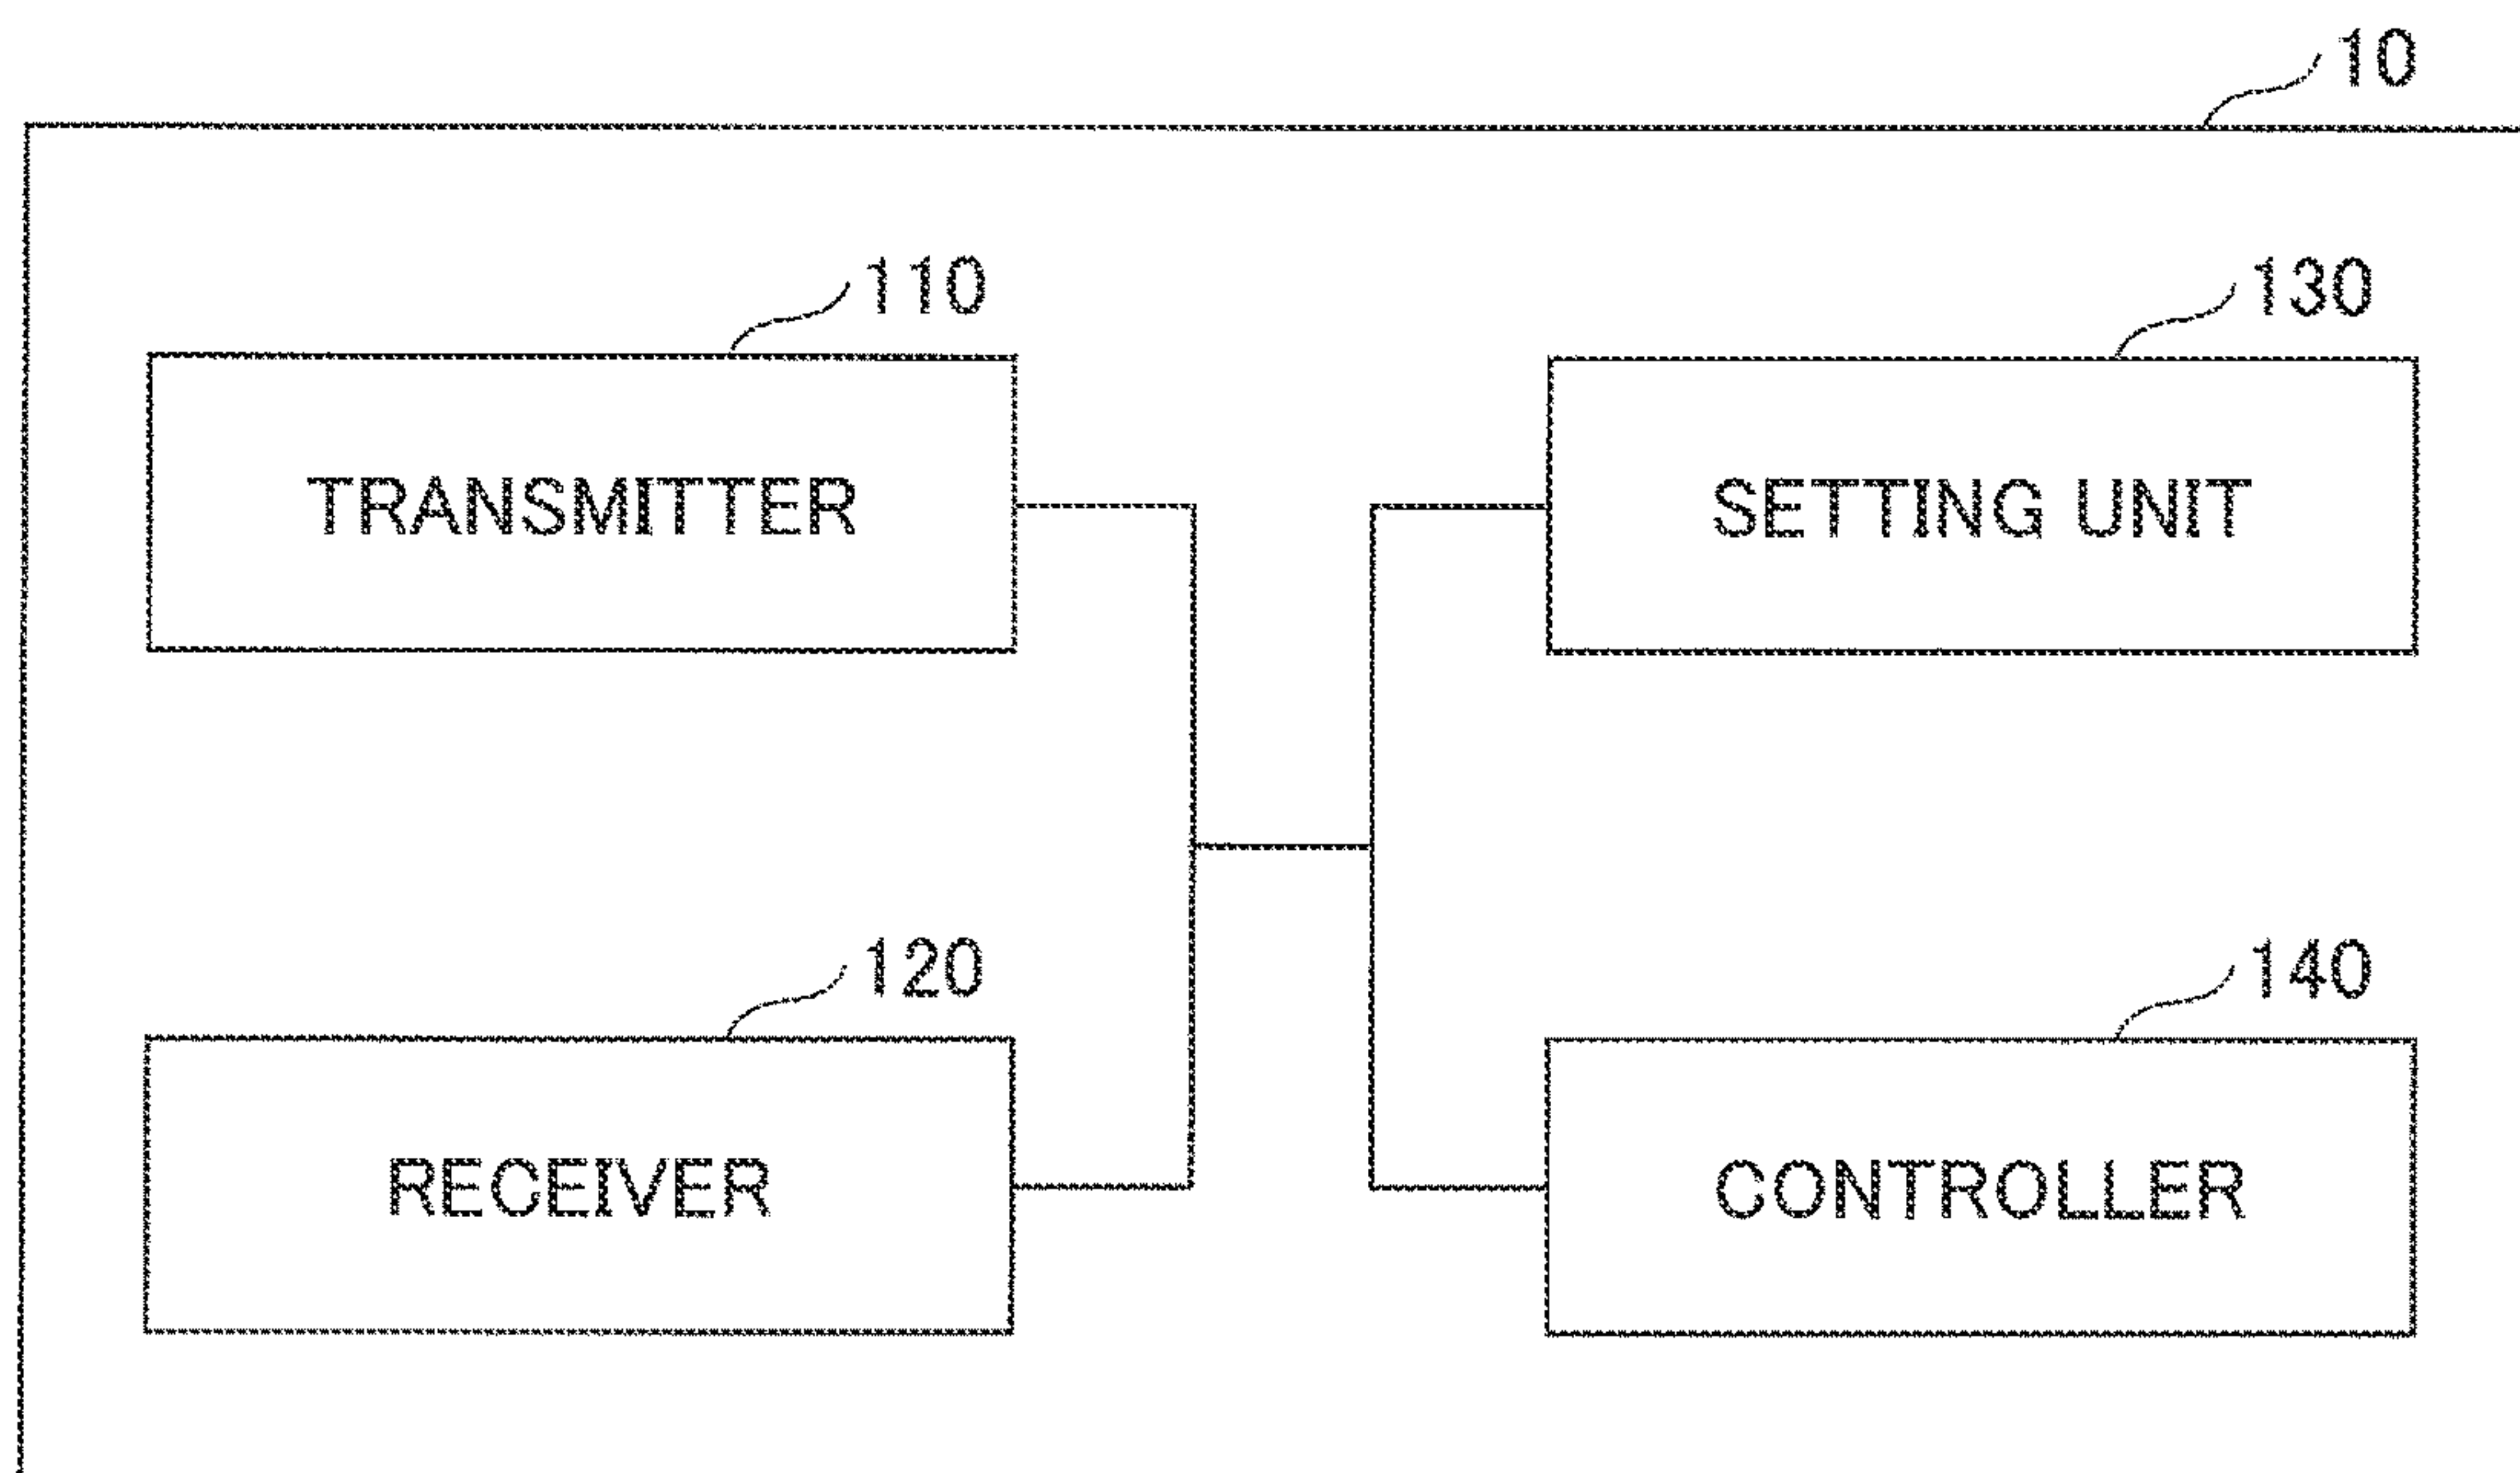 10
110
130
TRANSMITTER
SETTING UNIT
120
140
RECEIVER
CONTROLLER